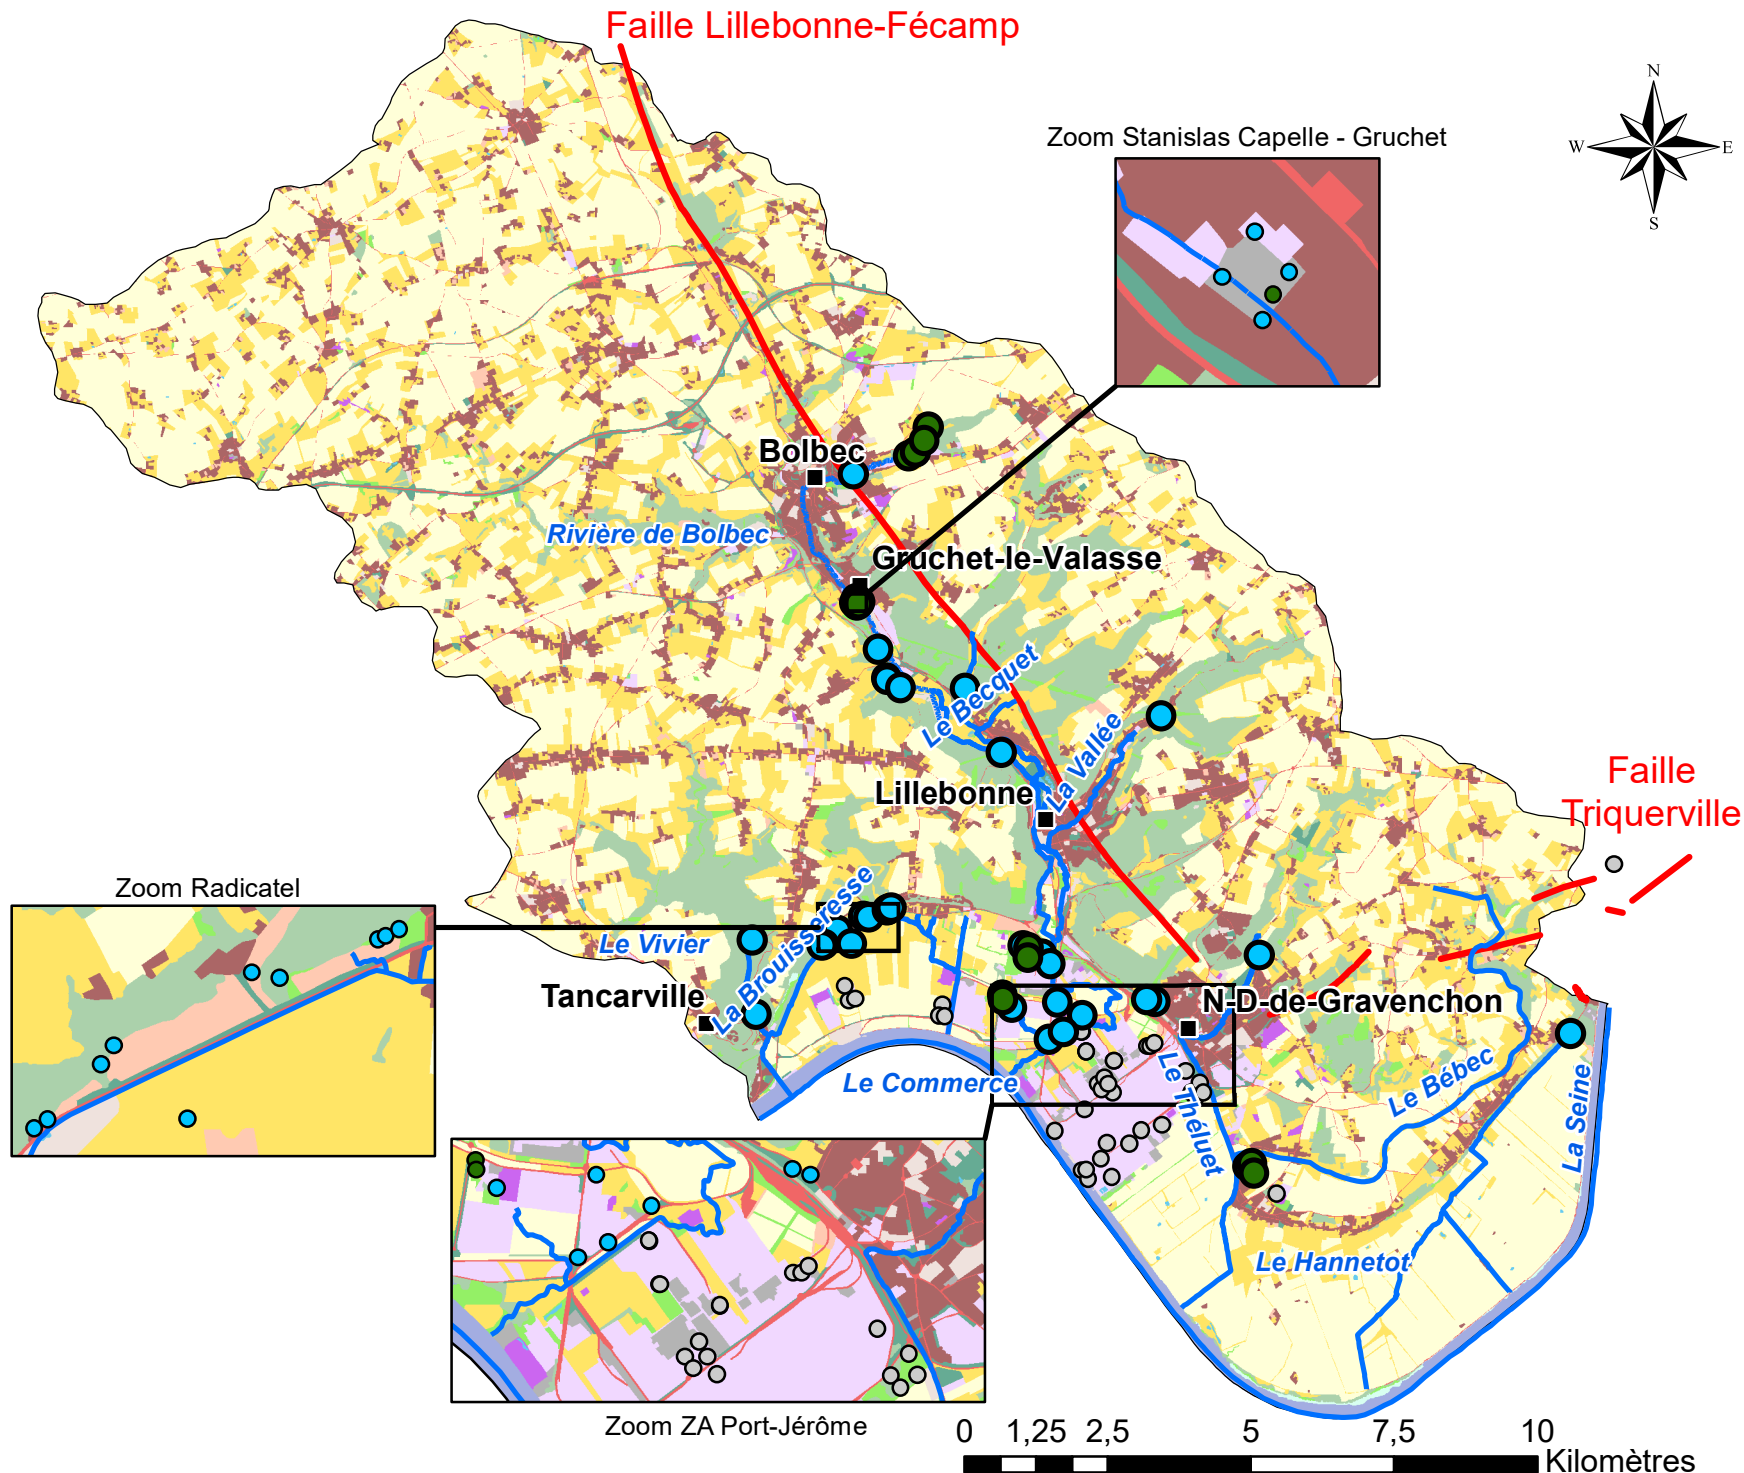 Faille Lillebonne-Fécamp
N
W
E
S
Zoom Stanislas Capelle - Gruchet
Bolbec
Rivière de Bolbec
Gruchet-le-Valasse
Le Becquet
La Vallée
Lillebonne
Faille
Triquerville
Zoom Radicatel
Le Vivier
La Brouisseresse
Tancarville
N-D-de-Gravenchon
Le Commerce
Le Théluet
Le Bébec
La Seine
Le Hannetot
Zoom ZA Port-Jérôme
0 1,25 2,5 5 7,5 10
Kilomètres